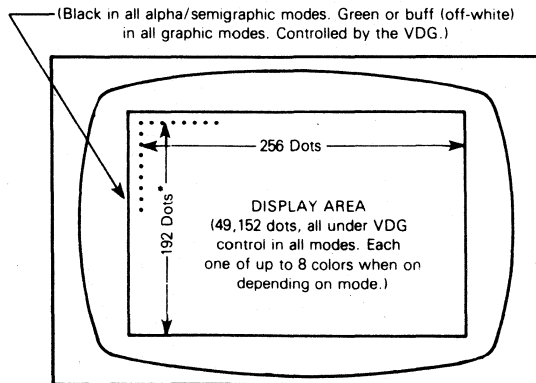 (Black in all alpha/semigraphic modes. Green or buff (off-white)
in all graphic modes. Controlled by the VDG.)
256 Dots
192 Dots
DISPLAY AREA
(49,152 dots, all under VDG
control in all modes. Each
one of up to 8 colors when on
depending on mode.)